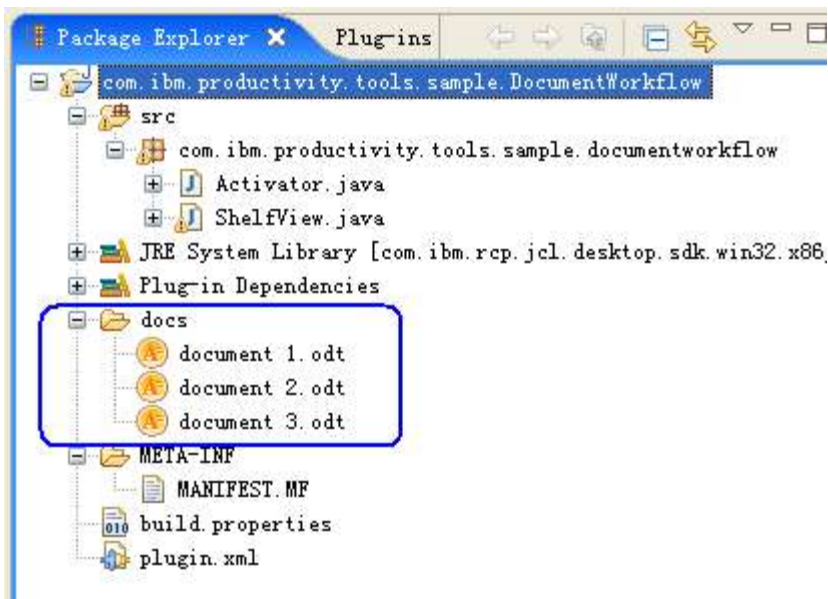 Package Explorer Plug-ins
com.ibm.productivity.tools.sample.DocumentWorkflow
src
com.ibm.productivity.tools.sample.documentworkflow
Activator.java
ShelfView.java
JRE System Library [com.ibm.rcp.jcl.desktop.sdk.win32.x86_
Plug-in Dependencies
docs
document 1.odt
document 2.odt
document 3.odt
META-INF
MANIFEST.MF
build.properties
plugin.xml